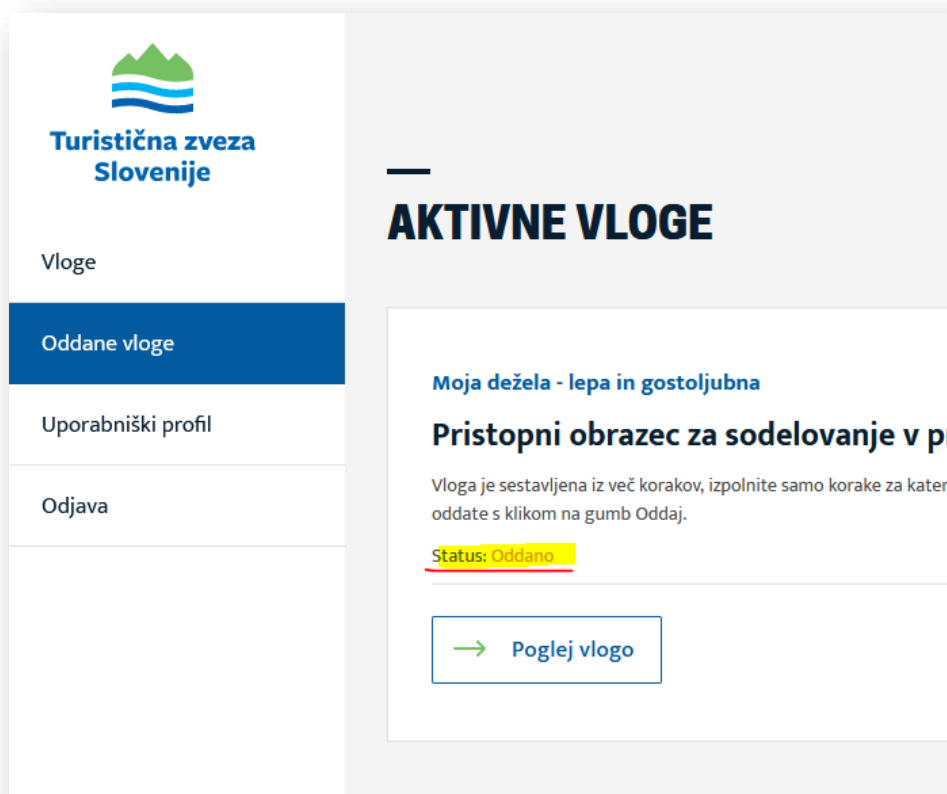 Turistična zveza
Slovenije
Vloge
Oddane vloge
Uporabniški profil
Odjava
AKTIVNE VLOGE
Moja dežela - lepa in gostoljubna
Pristopni obrazec za sodelovanje v
Vloga je sestavljena iz več korakov, izpolnite samo korake za
oddate s klikom na gumb Oddaj.
Status: Oddano
Poglej vlogo